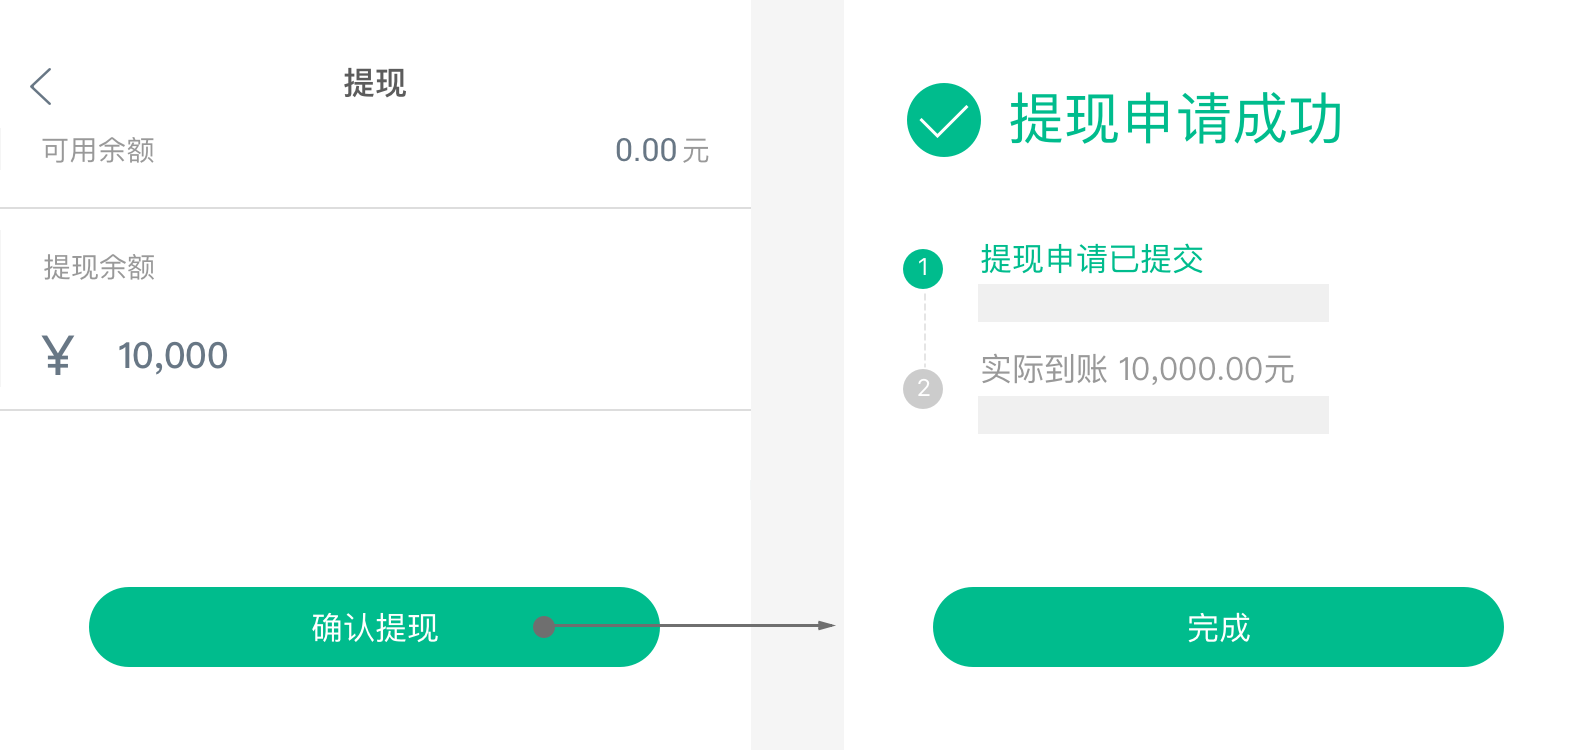 提现
可用余额 0.00 元
提现余额
¥ 10,000
确认提现
提现申请成功
1 提现申请已提交
2 实际到账 10,000.00元
完成